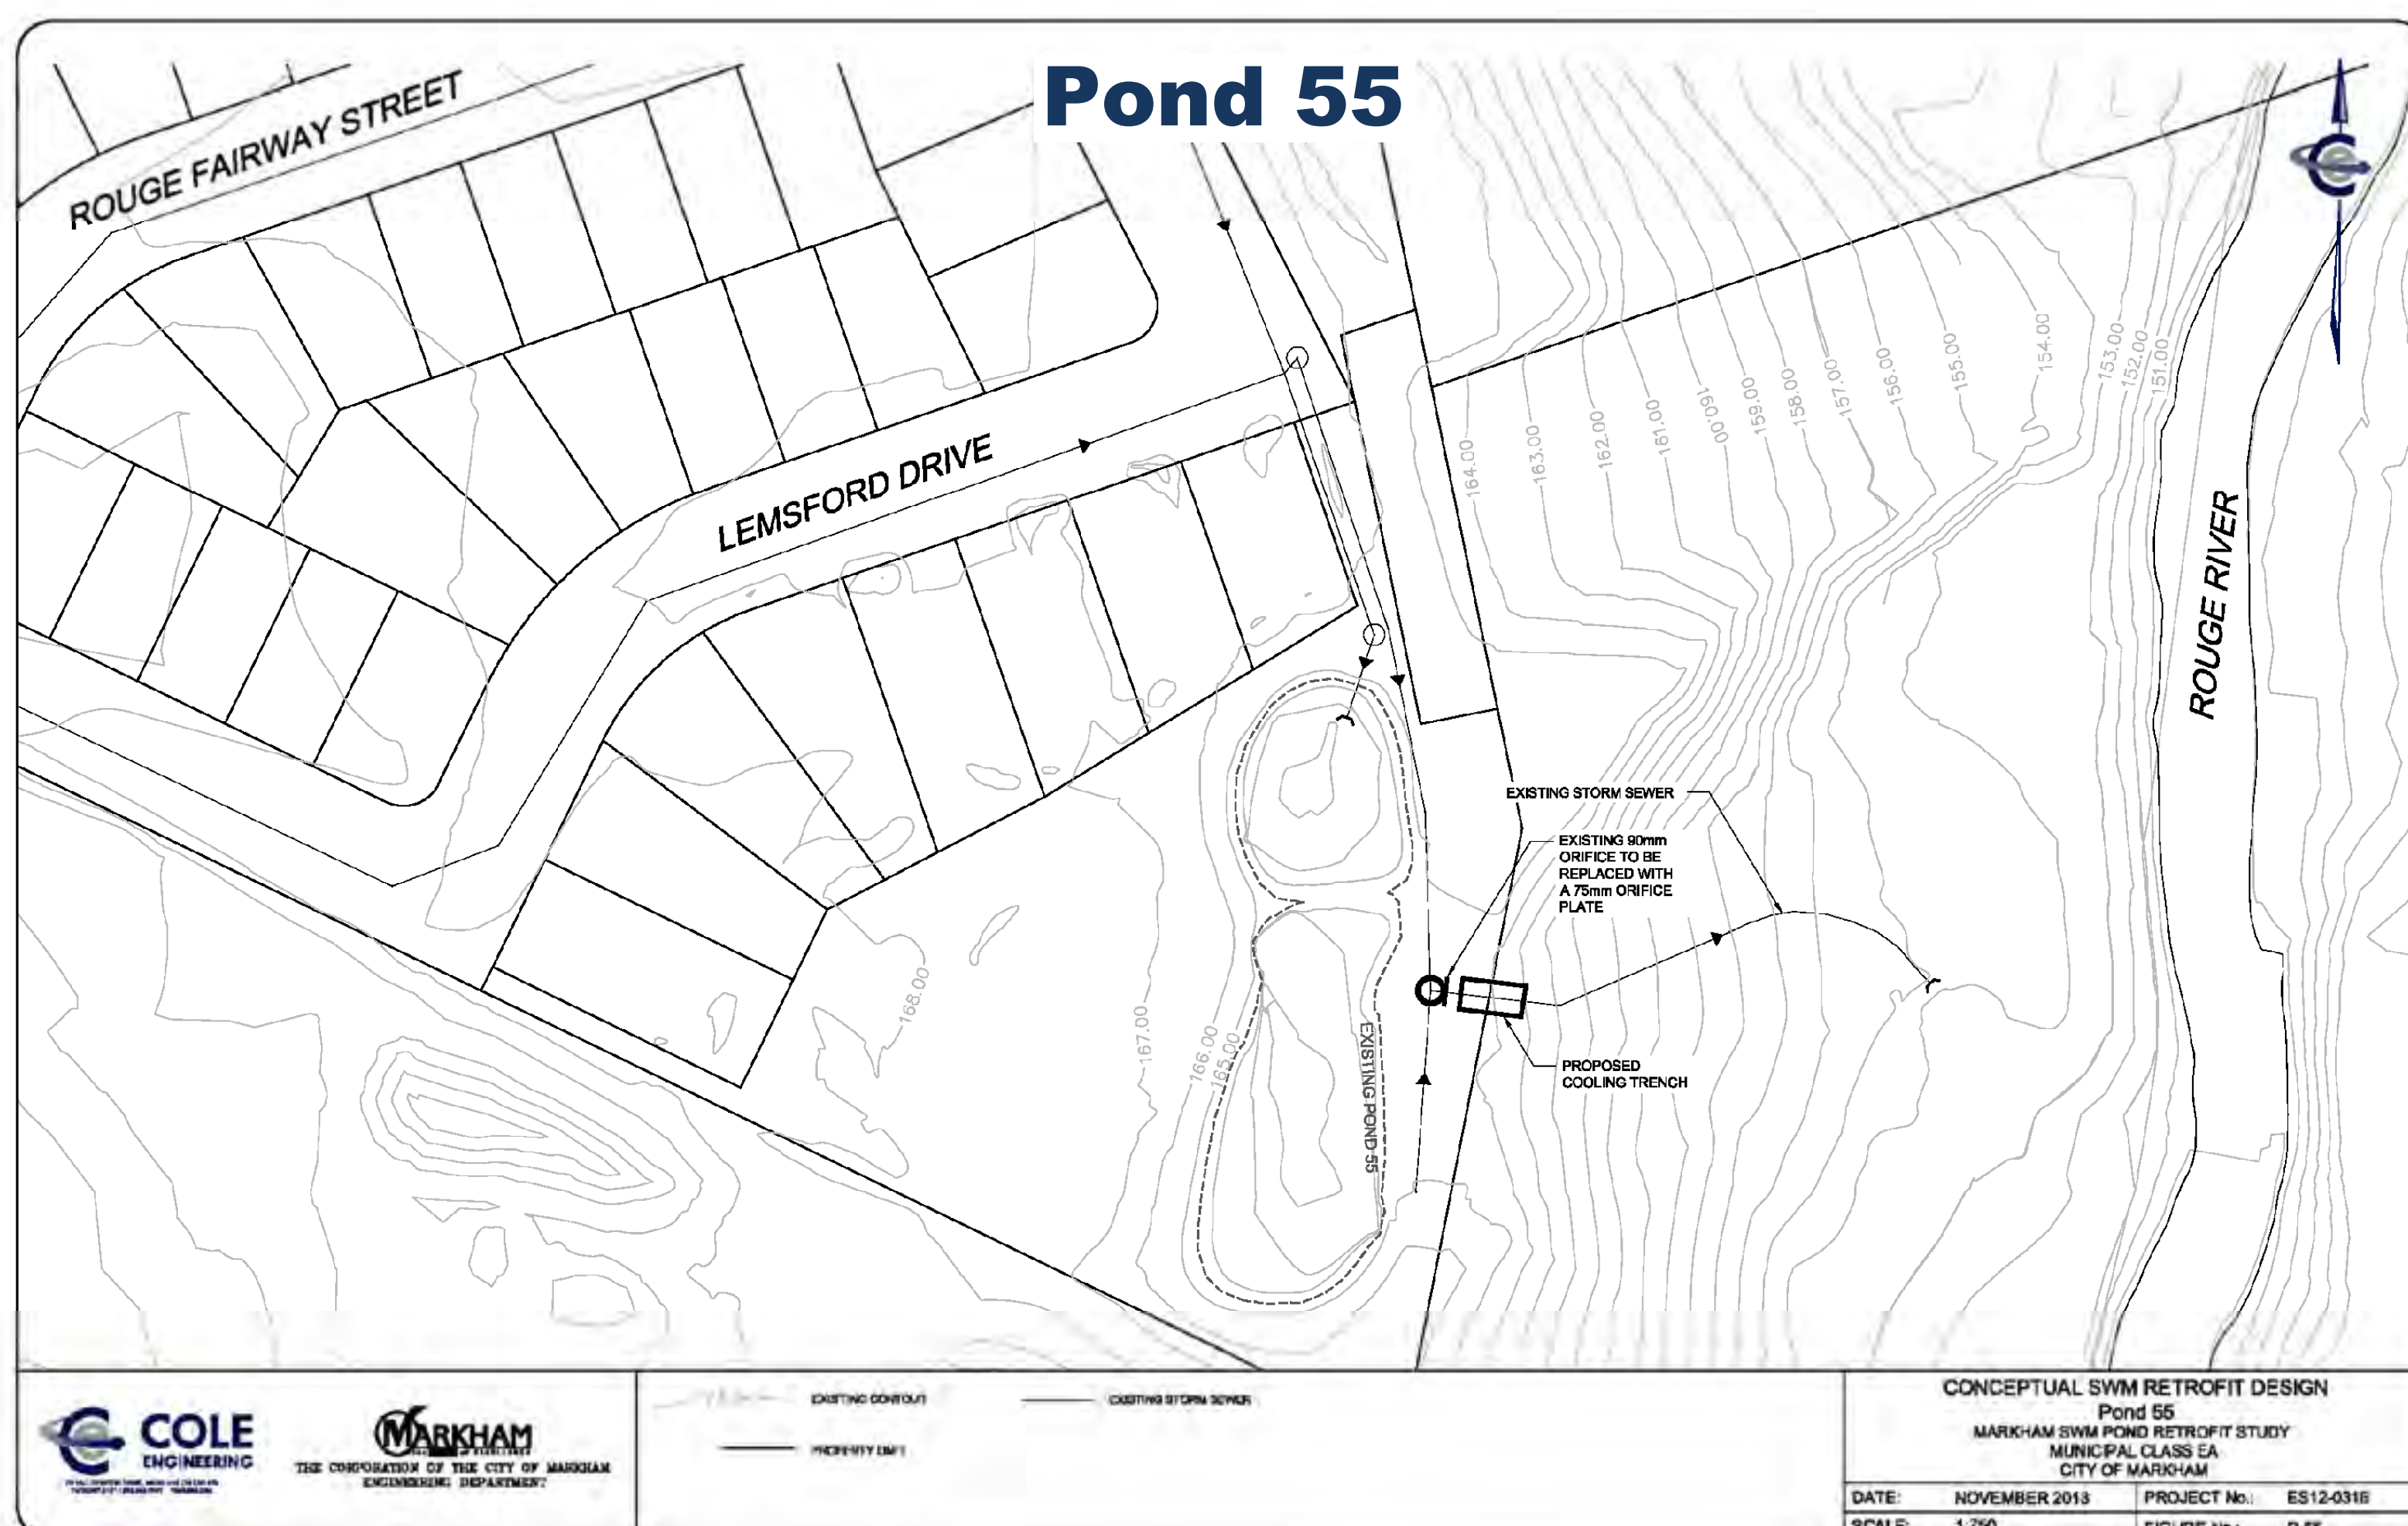 Pond 55
ROUGE FAIRWAY STREET
LEMSFORD DRIVE
ROUGE RIVER
164.00
163.00
162.00
161.00
160.00
159.00
158.00
157.00
156.00
155.00
154.00
153.00
152.00
151.00
EXISTING STORM SEWER
EXISTING 90mm
ORIFICE TO BE
REPLACED WITH
A 75mm ORIFICE
PLATE
168.00
167.00
166.00
165.00
EXISTING POND 55
PROPOSED
COOLING TRENCH
COLE
ENGINEERING
MARKHAM
THE CORPORATION OF THE CITY OF MARKHAM
ENGINEERING DEPARTMENT
EXISTING CONTOUR
EXISTING STORM SEWER
PROPERTY LIMIT
CONCEPTUAL SWM RETROFIT DESIGN
Pond 55
MARKHAM SWM POND RETROFIT STUDY
MUNICIPAL CLASS EA
CITY OF MARKHAM
DATE: NOVEMBER 2013 PROJECT No.: ES12-0316
SCALE: 1:750 FIGURE No.: